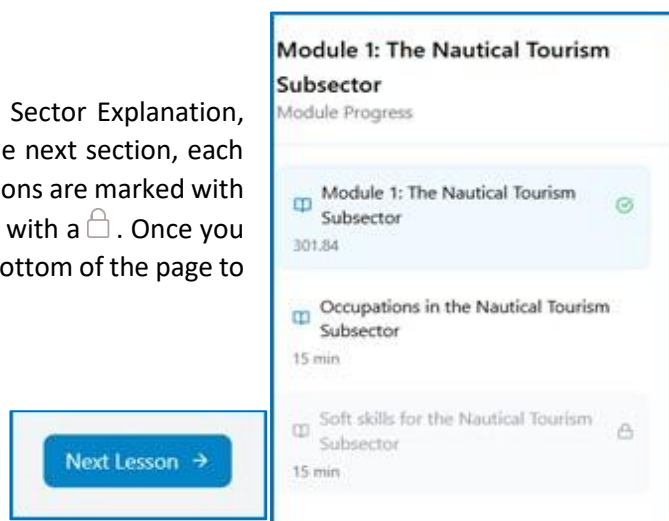 Sector Explanation,
e next section, each
ons are marked with
with a . Once you
ottom of the page to
Next Lesson →
Module 1: The Nautical Tourism
Subsector
Module Progress
Module 1: The Nautical Tourism
Subsector
301.84
Occupations in the Nautical Tourism
Subsector
15 min
Soft skills for the Nautical Tourism
Subsector
15 min